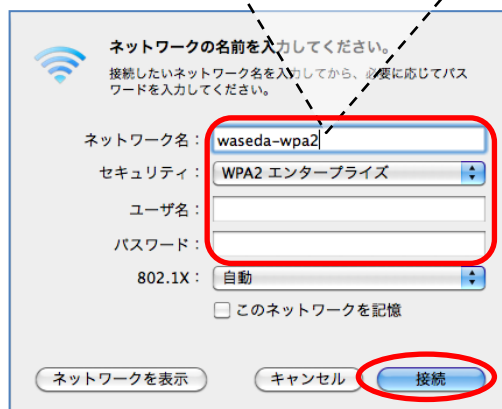 ネットワークの名前を入力してください。
接続したいネットワーク名を入力してから、必要に応じてパス
ワードを入力してください。
ネットワーク名： waseda-wpa2
セキュリティ： WPA2 エンタープライズ
ユーザ名：
パスワード：
802.1X： 自動
このネットワークを記憶
ネットワークを表示 キャンセル 接続